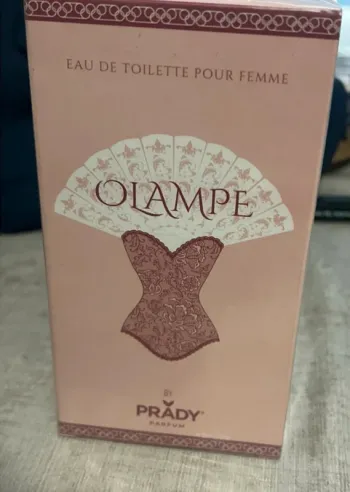 EAU DE TOILETTE POUR FEMME
OLAMPE
BY
PRADY®
PARFUM